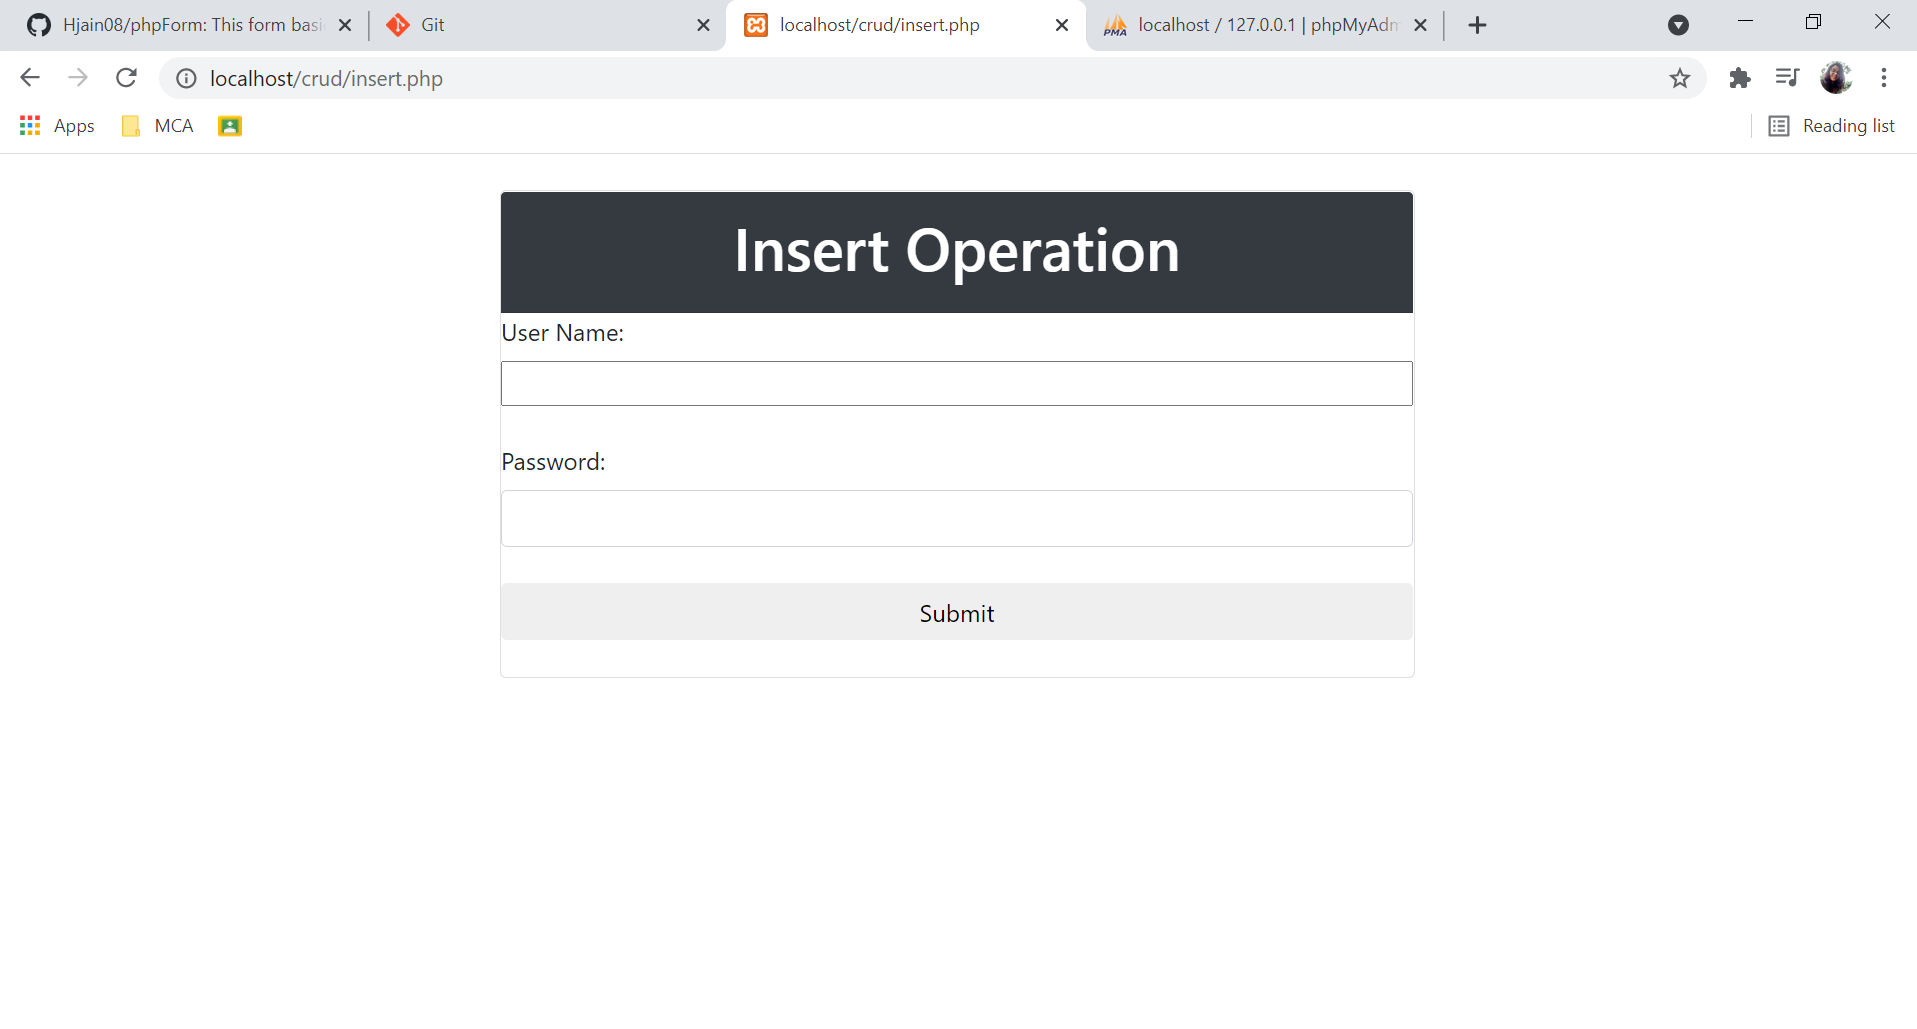 Hjain08/phpForm: This form basi
Git
localhost/crud/insert.php
PMA
localhost / 127.0.0.1 | phpMyAdm
localhost/crud/insert.php
Apps
MCA
Reading list
Insert Operation
User Name:
Password:
Submit